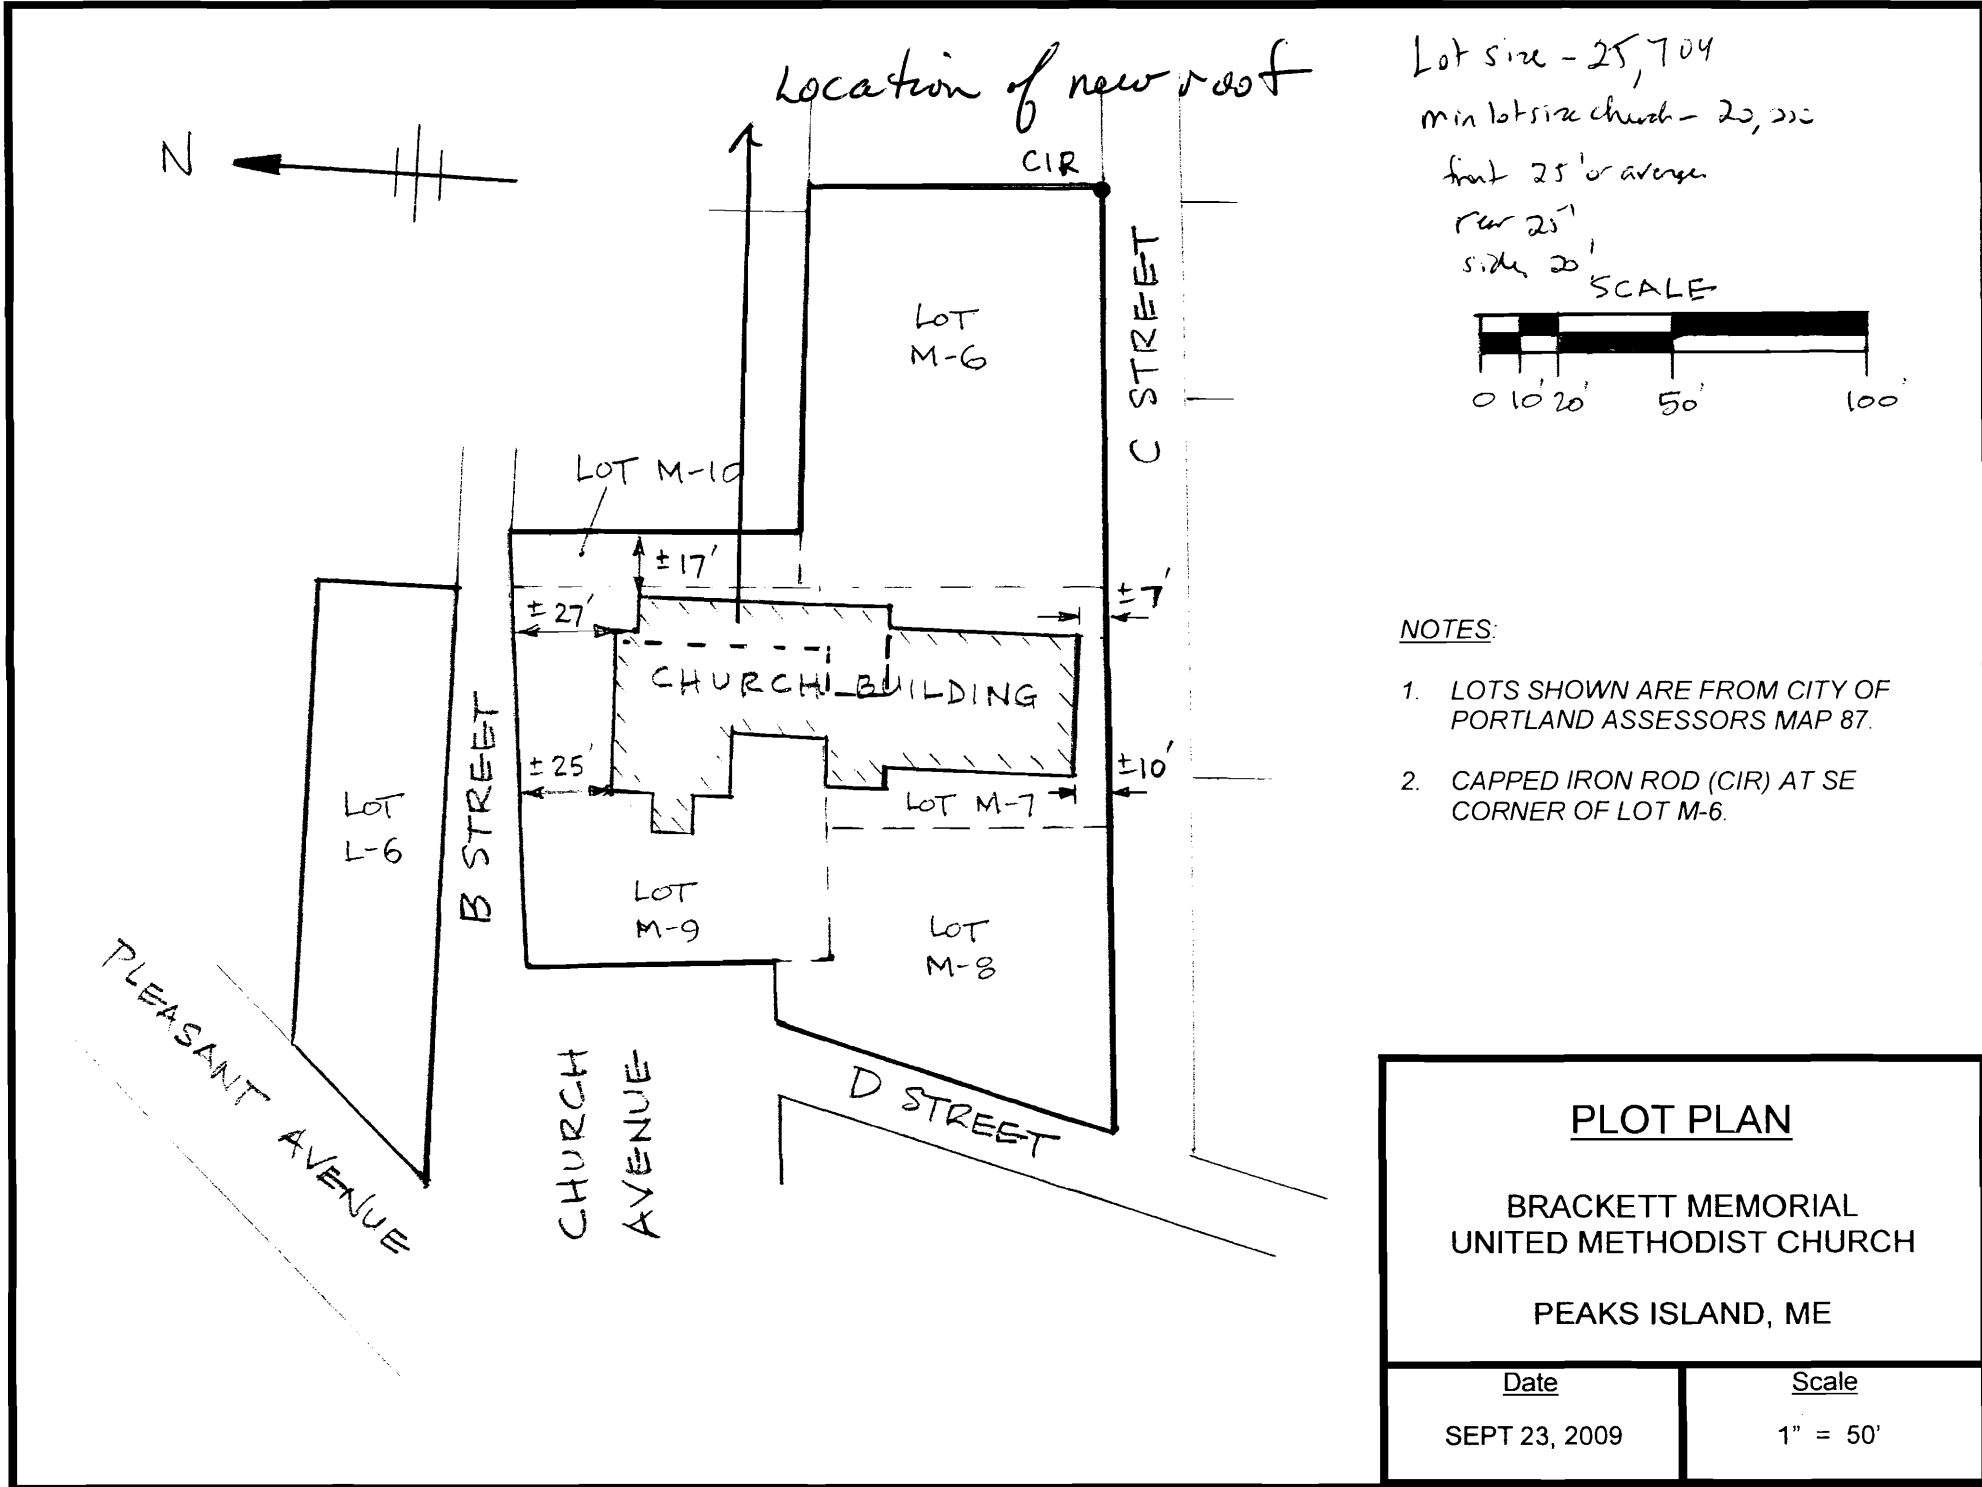 Location of new roof
Lot size - 25,704
min lot size church - 20,000
front 25' or average
rear 25'
side 20'
N
CIR
SCALE
0 10' 20' 50' 100'
LOT
M-6
C STREET
LOT M-10
±17'
±7'
±27'
CHURCH BUILDING
±25'
±10'
LOT M-7
B STREET
LOT
L-6
LOT
M-9
LOT
M-8
PLEASANT AVENUE
CHURCH
AVENUE
D STREET
NOTES:
1. LOTS SHOWN ARE FROM CITY OF
PORTLAND ASSESSORS MAP 87.
2. CAPPED IRON ROD (CIR) AT SE
CORNER OF LOT M-6.
PLOT PLAN
BRACKETT MEMORIAL
UNITED METHODIST CHURCH
PEAKS ISLAND, ME
Date
SEPT 23, 2009
Scale
1" = 50'